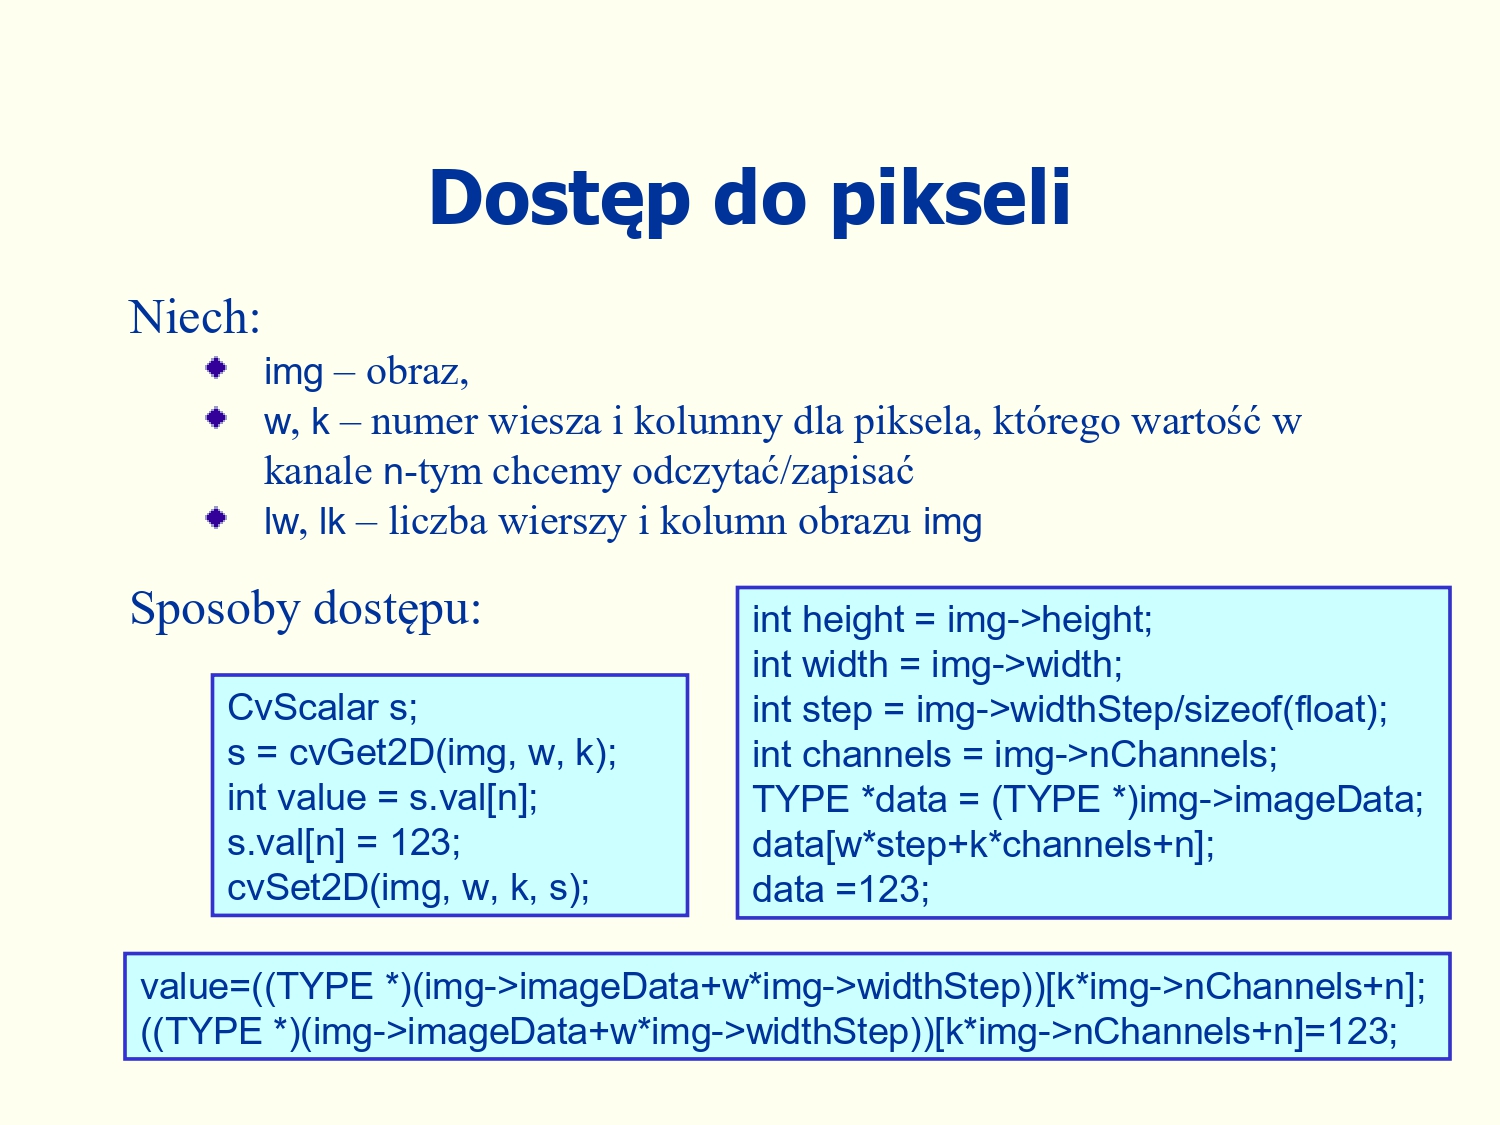 Dostęp do pikseli
Niech:
img – obraz,
w, k – numer wiesza i kolumny dla piksela, którego wartość w
kanale n-tym chcemy odczytać/zapisać
lw, lk – liczba wierszy i kolumn obrazu img
Sposoby dostępu:
CvScalar s;
s = cvGet2D(img, w, k);
int value = s.val[n];
s.val[n] = 123;
cvSet2D(img, w, k, s);
int height = img->height;
int width = img->width;
int step = img->widthStep/sizeof(float);
int channels = img->nChannels;
TYPE *data = (TYPE *)img->imageData;
data[w*step+k*channels+n];
data =123;
value=((TYPE *)(img->imageData+w*img->widthStep))[k*img->nChannels+n];
((TYPE *)(img->imageData+w*img->widthStep))[k*img->nChannels+n]=123;